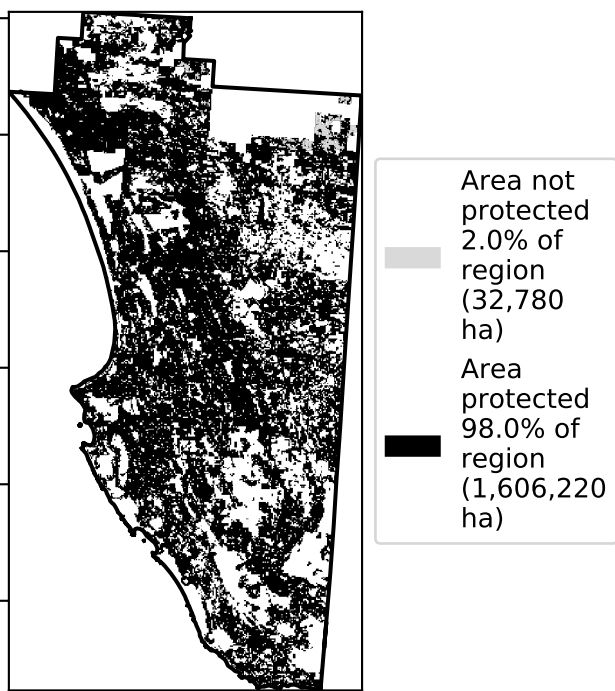 Area not
protected
2.0% of
region
(32,780
ha)
Area
protected
98.0% of
region
(1,606,220
ha)